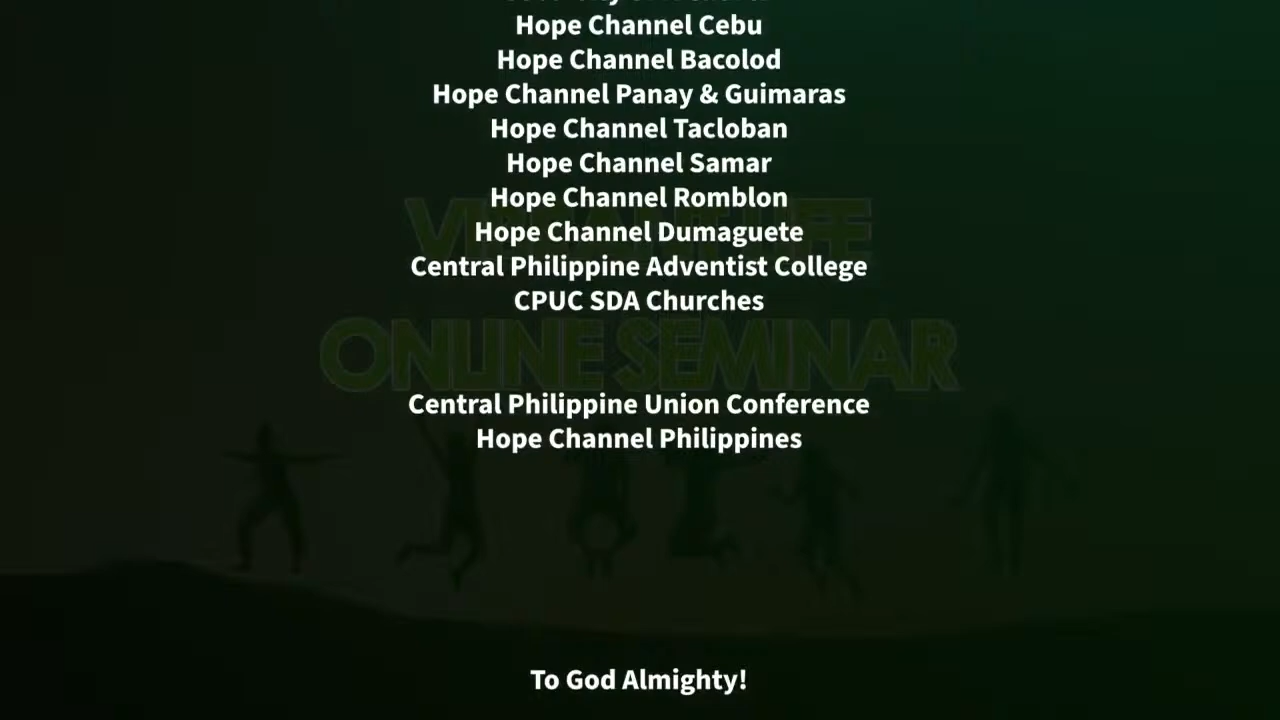 Hope Channel Cebu
Hope Channel Bacolod
Hope Channel Panay & Guimaras
Hope Channel Tacloban
Hope Channel Samar
Hope Channel Romblon
Hope Channel Dumaguete
Central Philippine Adventist College
CPUC SDA Churches
ONLINE SEMINAR
Central Philippine Union Conference
Hope Channel Philippines
To God Almighty!